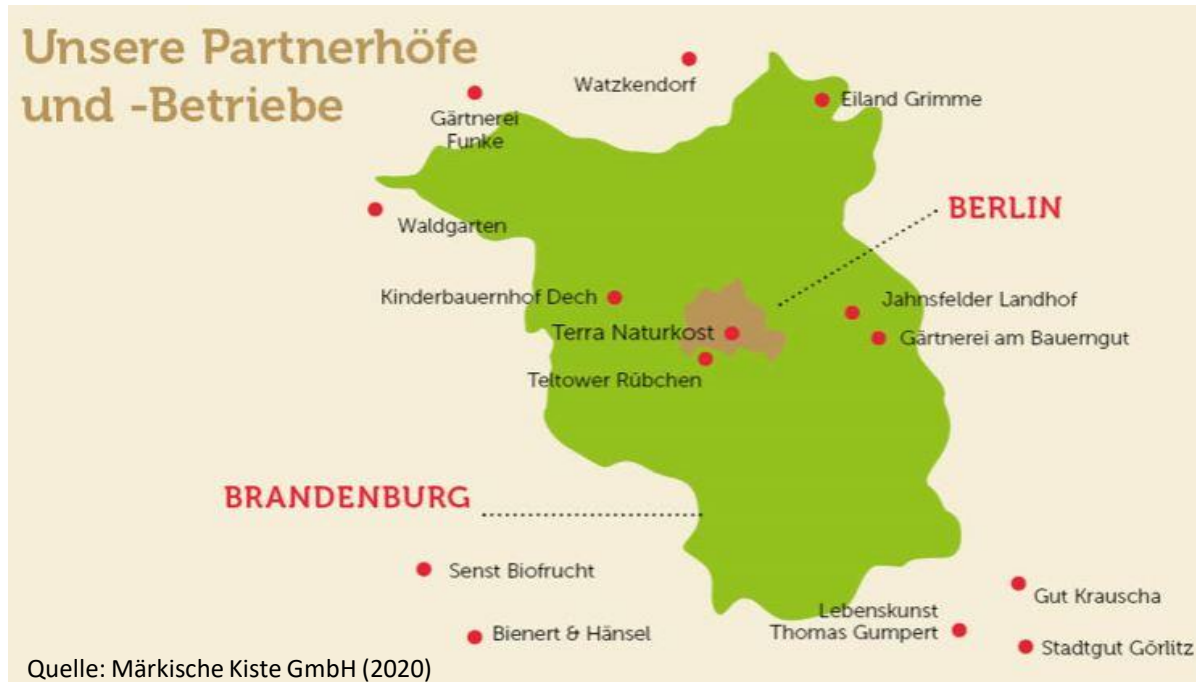 Unsere Partnerhöfe
und -Betriebe
Watzkendorf
Eiland Grimme
Gärtnerei
Funke
BERLIN
Waldgarten
Kinderbauernhof Dech
Jahnsfelder Landhof
Terra Naturkost
Gärtnerei am Bauerngut
Teltower Rübchen
BRANDENBURG
Senst Biofrucht
Gut Krauscha
Lebenskunst
Thomas Gumpert
Bienert & Hänsel
Stadtgut Görlitz
Quelle: Märkische Kiste GmbH (2020)